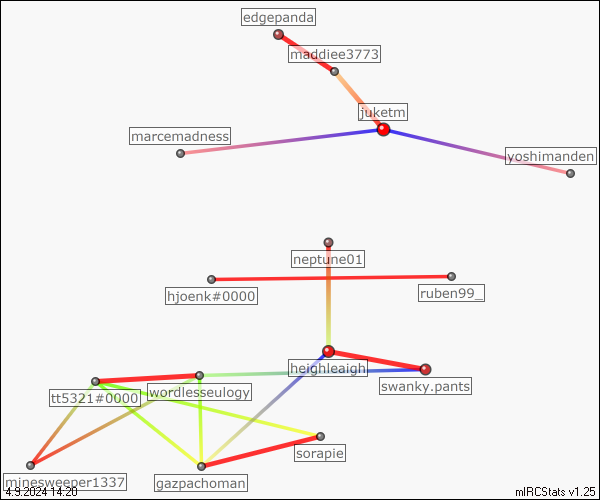 edgepanda
maddiee3773
juketm
marcemadness
yoshimanden
neptune01
hjoenk#0000
ruben99_
heighleaigh
swanky.pants
wordlesseulogy
tt5321#0000
sorapie
minesweeper1337
gazpachoman
4.9.2024 14.20
mIRCStats v1.25